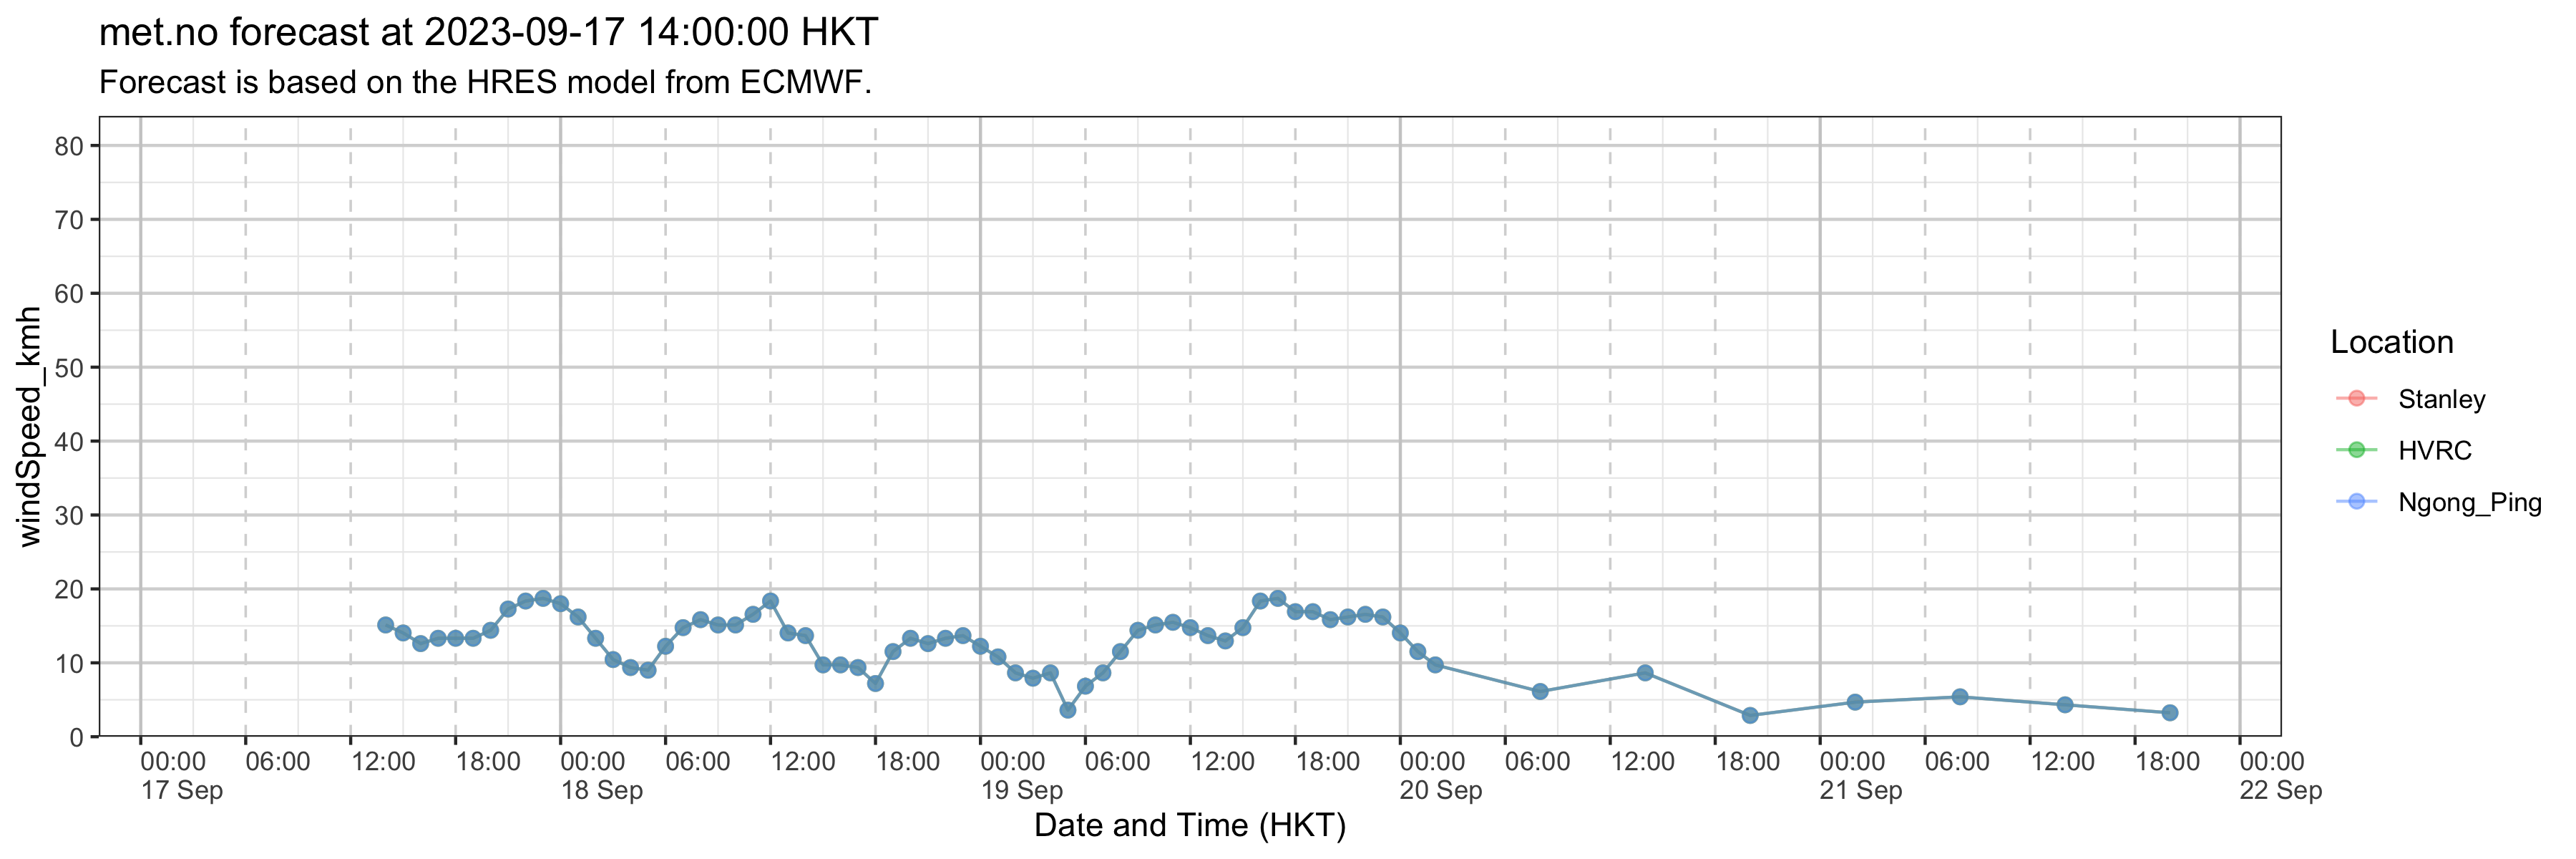 met.no forecast at 2023-09-17 14:00:00 HKT
Forecast is based on the HRES model from ECMWF.
windSpeed_kmh
80
70
60
50
40
30
20
10
0
00:00 06:00 12:00 18:00 00:00 06:00 12:00 18:00 00:00 06:00 12:00 18:00 00:00 06:00 12:00 18:00 00:00 06:00 12:00 18:00 00:00
17 Sep 18 Sep 19 Sep 20 Sep 21 Sep 22 Sep
Date and Time (HKT)
Location
Stanley
HVRC
Ngong_Ping